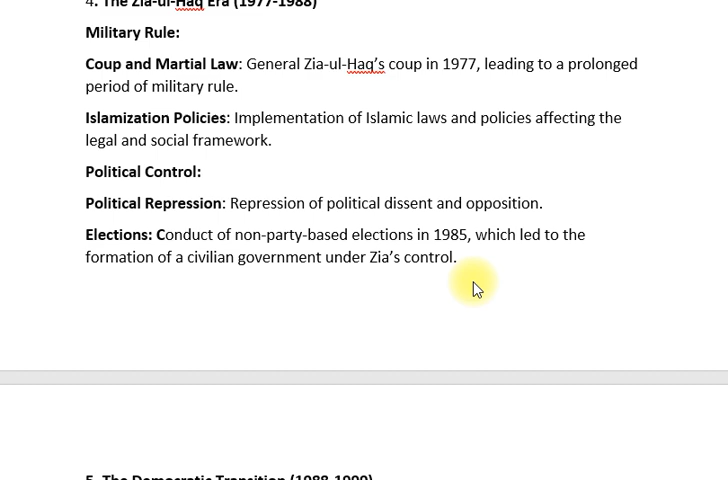 4. The Zia-ul-Haq Era (1977-1988)
Military Rule:
Coup and Martial Law: General Zia-ul-Haq’s coup in 1977, leading to a prolonged
period of military rule.
Islamization Policies: Implementation of Islamic laws and policies affecting the
legal and social framework.
Political Control:
Political Repression: Repression of political dissent and opposition.
Elections: Conduct of non-party-based elections in 1985, which led to the
formation of a civilian government under Zia’s control.
5. The Democratic Transition (1988-1999)